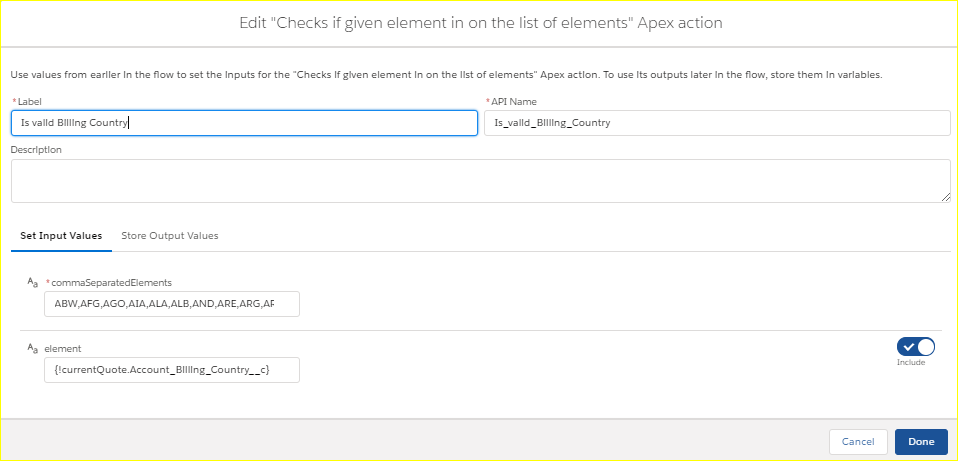 Edit "Checks if given element in on the list of elements" Apex action
Use values from earlier in the flow to set the inputs for the "Checks if given element in on the list of elements" Apex action. To use its outputs later in the flow, store them in variables.
*Label
*API Name
Is valid Billing Country
Is_valid_Billing_Country
Description
Set Input Values
Store Output Values
Aa *commaSeparatedElements
ABW,AFG,AGO,AIA,ALA,ALB,AND,ARE,ARG,AF
Aa element
{!currentQuote.Account_Billing_Country__c}
Include
Cancel
Done